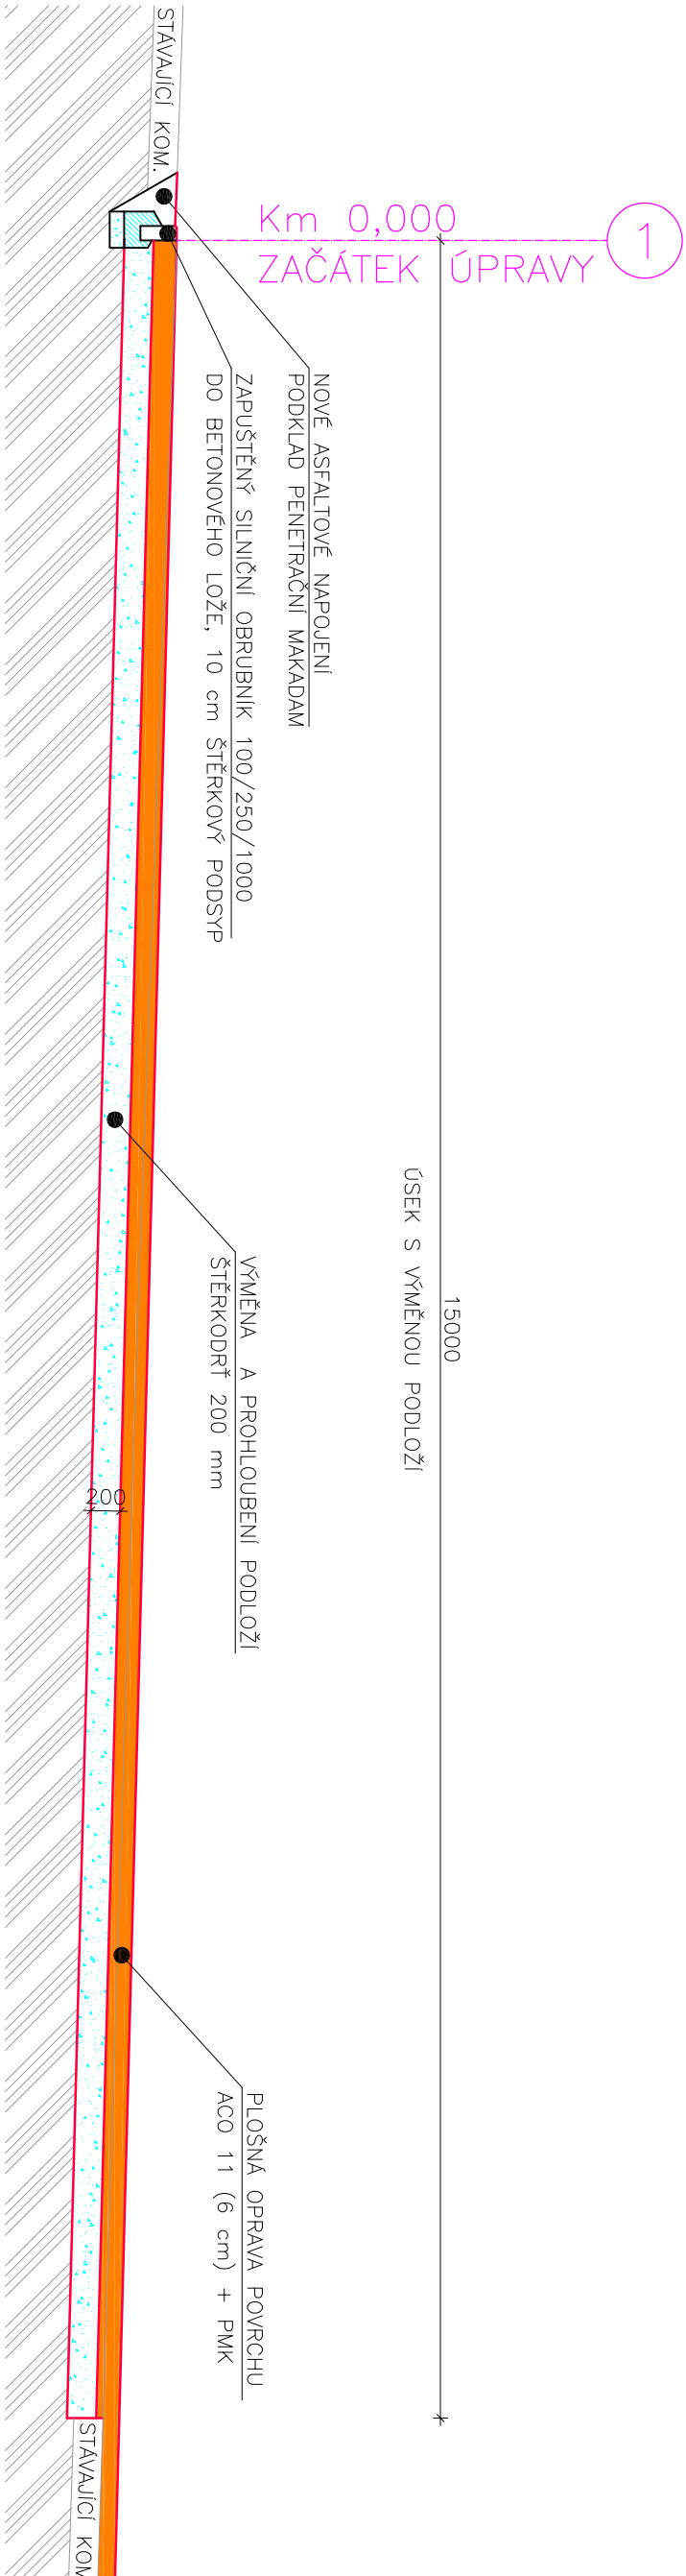 STÁVAJÍCÍ KOM.
Km 0,000
ZAČÁTEK ÚPRAVY
1
NOVÉ ASFALTOVÉ NAPOJENÍ
PODKLAD PENETRAČNÍ MAKADAM
ZAPUŠTĚNÝ SILNIČNÍ OBRUBNÍK 100/250/1000
DO BETONOVÉHO LOŽE, 10 cm ŠTĚRKOVÝ PODSYP
15000
ÚSEK S VÝMĚNOU PODLOŽÍ
VÝMĚNA A PROHLOUBENÍ PODLOŽÍ
ŠTĚRKODRŤ 200 mm
200
PLOŠNÁ OPRAVA POVRCHU
ACO 11 (6 cm) + PMK
STÁVAJÍCÍ KOM